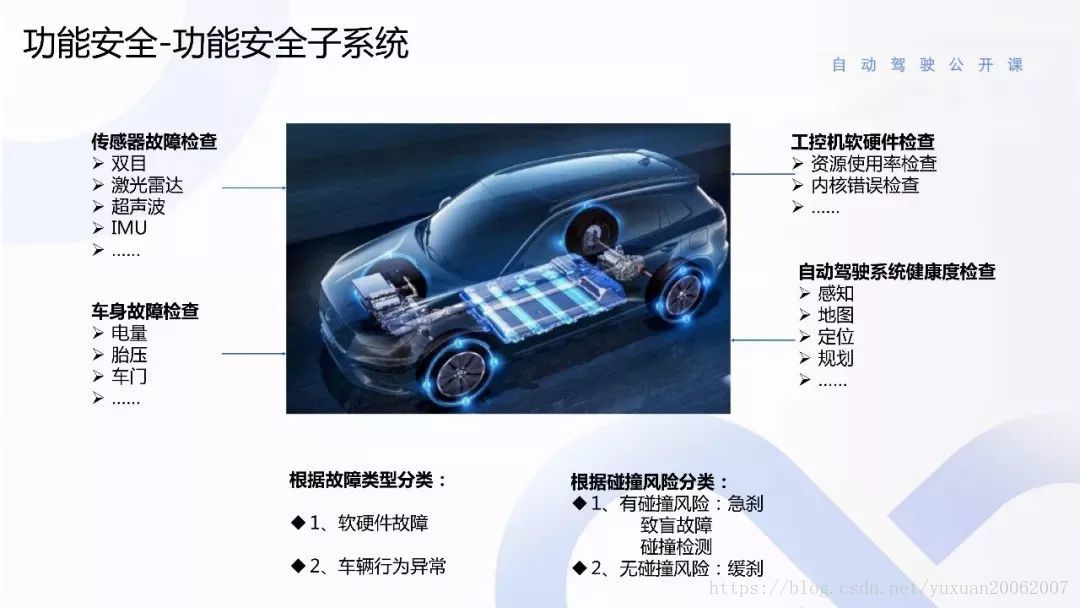 功能安全-功能安全子系统
自动驾驶公开课
传感器故障检查
➢ 双目
➢ 激光雷达
➢ 超声波
➢ IMU
➢ ……
车身故障检查
➢ 电量
➢ 胎压
➢ 车门
➢ ……
工控机软硬件检查
➢ 资源使用率检查
➢ 内核错误检查
➢ ……
自动驾驶系统健康度检查
➢ 感知
➢ 地图
➢ 定位
➢ 规划
➢ ……
根据故障类型分类：
◆ 1、软硬件故障
◆ 2、车辆行为异常
根据碰撞风险分类：
◆ 1、有碰撞风险：急刹
致盲故障
碰撞检测
◆ 2、无碰撞风险：缓刹
https://blog.csdn.net/yuxuan20062007